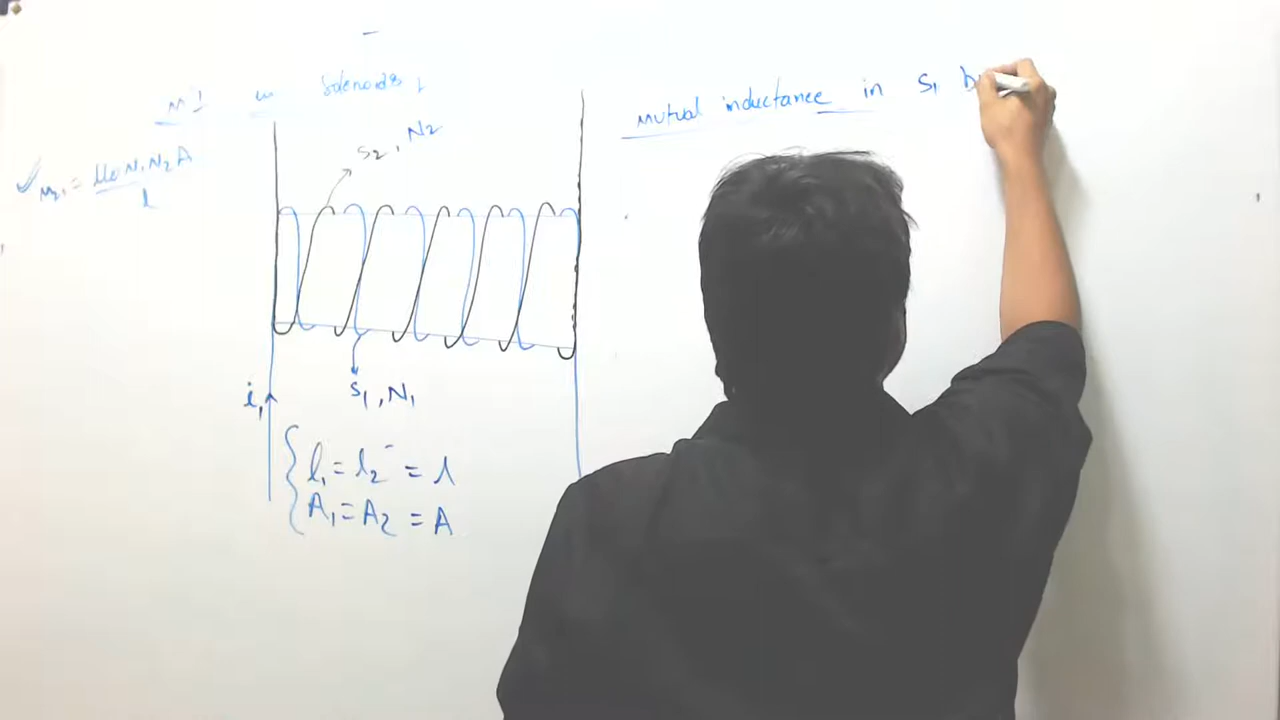 M I in Solenoids
S2, N2
M21 = μ0 N1 N2 A
l
S1, N1
i1
l1 = l2 = l
A1 = A2 = A
mutual inductance in S1 b